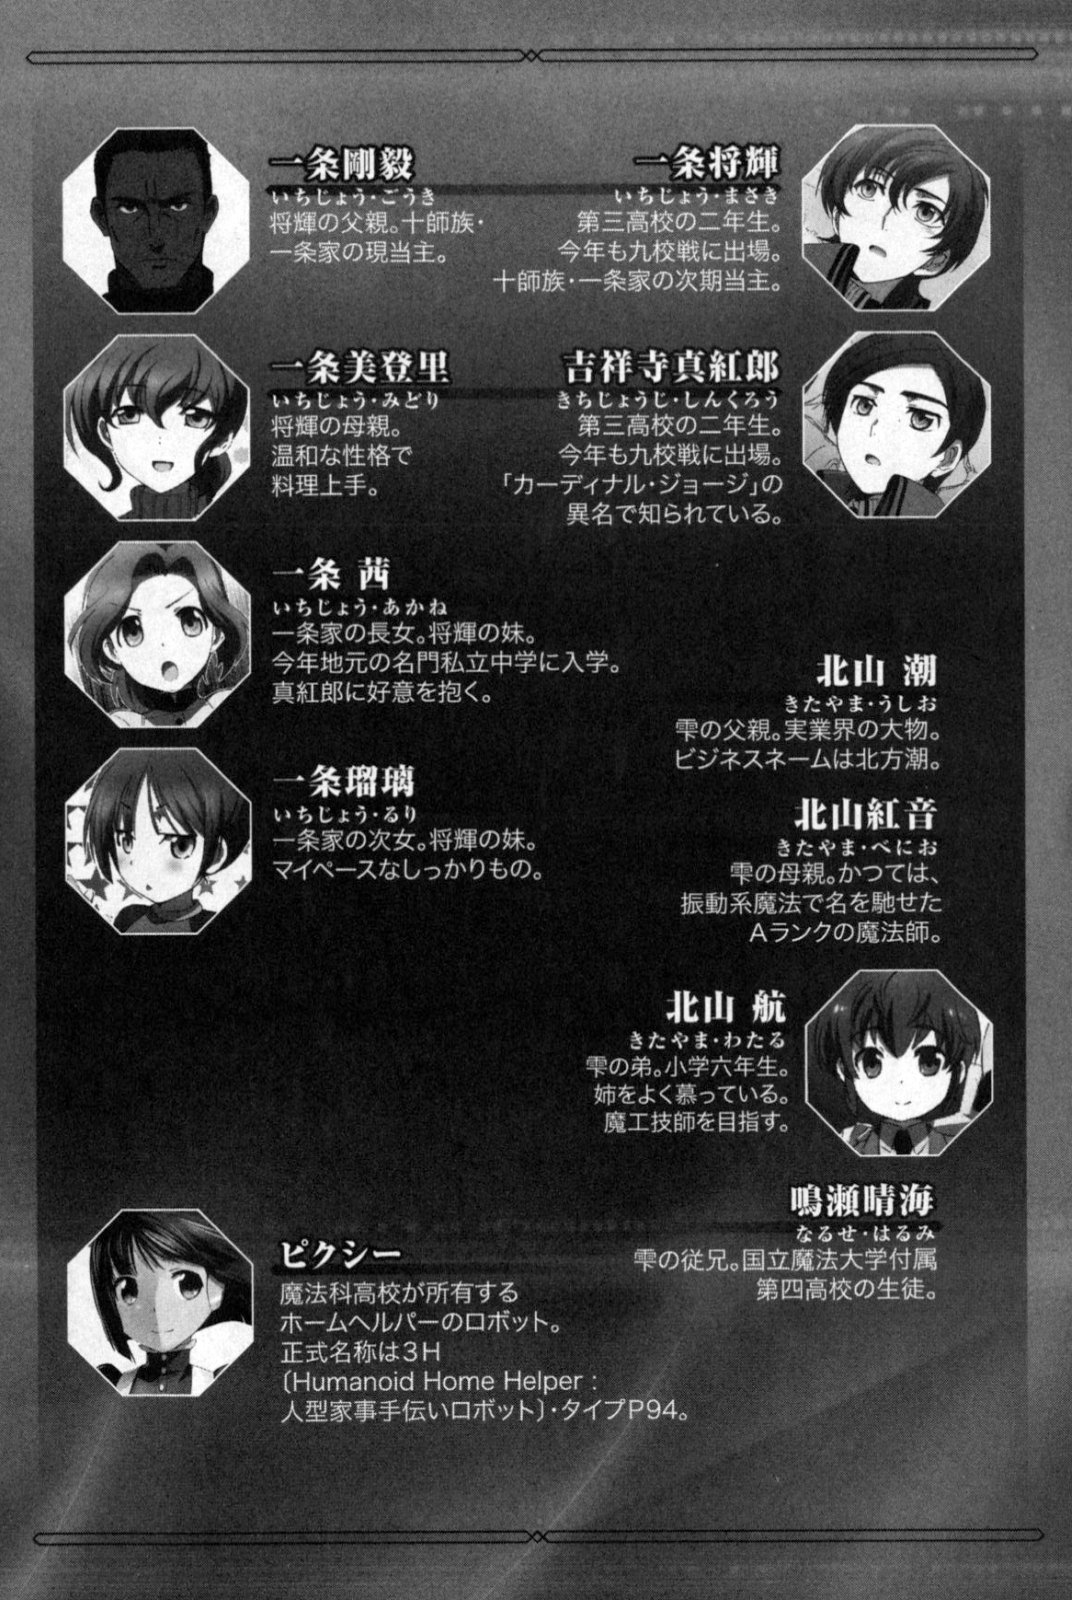 一条将輝
いちじょう・まさき
第三高校の二年生。
今年も九校戦に出場。
十師族・一条家の次期当主。
吉祥寺真紅郎
きちじょうじ・しんくろう
第三高校の二年生。
今年も九校戦に出場。
「カーディナル・ジョージ」の
異名で知られている。
北山 潮
きたやま・うしお
雫の父親。実業界の大物。
ビジネスネームは北方潮。
北山紅音
きたやま・べにお
雫の母親。かつては、
振動系魔法で名を馳せた
Aランクの魔法師。
北山 航
きたやま・わたる
雫の弟。小学六年生。
姉をよく慕っている。
魔工技師を目指す。
鳴瀬晴海
なるせ・はるみ
雫の従兄。国立魔法大学付属
第四高校の生徒。
一条剛毅
いちじょう・ごうき
将輝の父親。十師族・
一条家の現当主。
一条美登里
いちじょう・みどり
将輝の母親。
温和な性格で
料理上手。
一条 茜
いちじょう・あかね
一条家の長女。将輝の妹。
今年地元の名門私立中学に入学。
真紅郎に好意を抱く。
一条瑠璃
いちじょう・るり
一条家の次女。将輝の妹。
マイペースなしっかりもの。
ピクシー
魔法科高校が所有する
ホームヘルパーのロボット。
正式名称は3H
〔Humanoid Home Helper :
人型家事手伝いロボット〕・タイプP94。